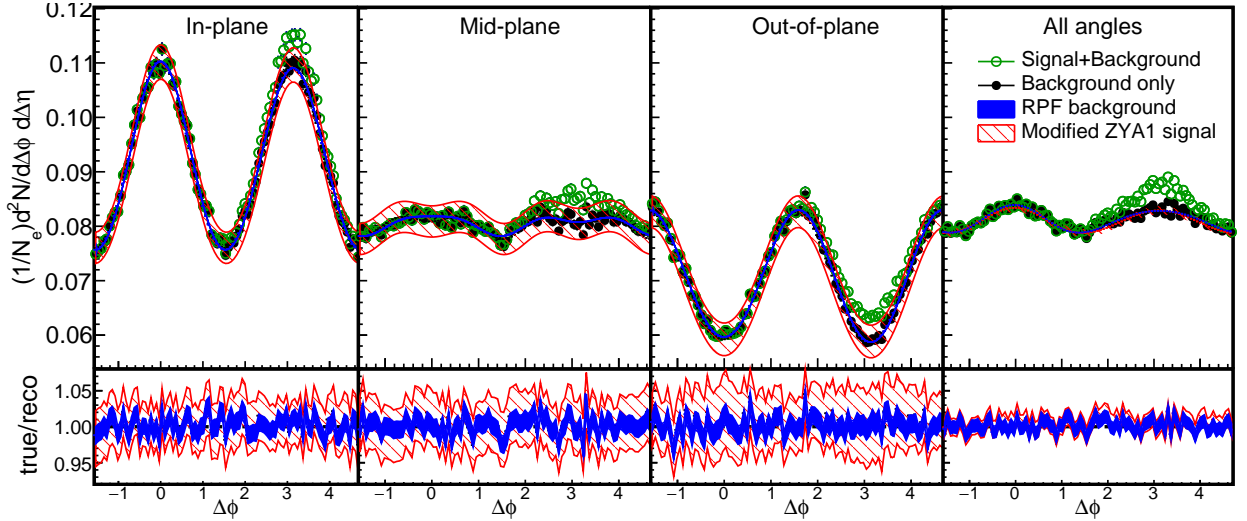 In-plane
Mid-plane
Out-of-plane
All angles
Signal+Background
Background only
RPF background
Modified ZYA1 signal
(1/Nₑ)d²N/dΔϕ dΔη
0.12
0.11
0.10
0.09
0.08
0.07
0.06
true/reco
1.05
1.00
0.95
−1 0 1 2 3 4 −1 0 1 2 3 4 −1 0 1 2 3 4 −1 0 1 2 3 4
Δϕ Δϕ Δϕ Δϕ